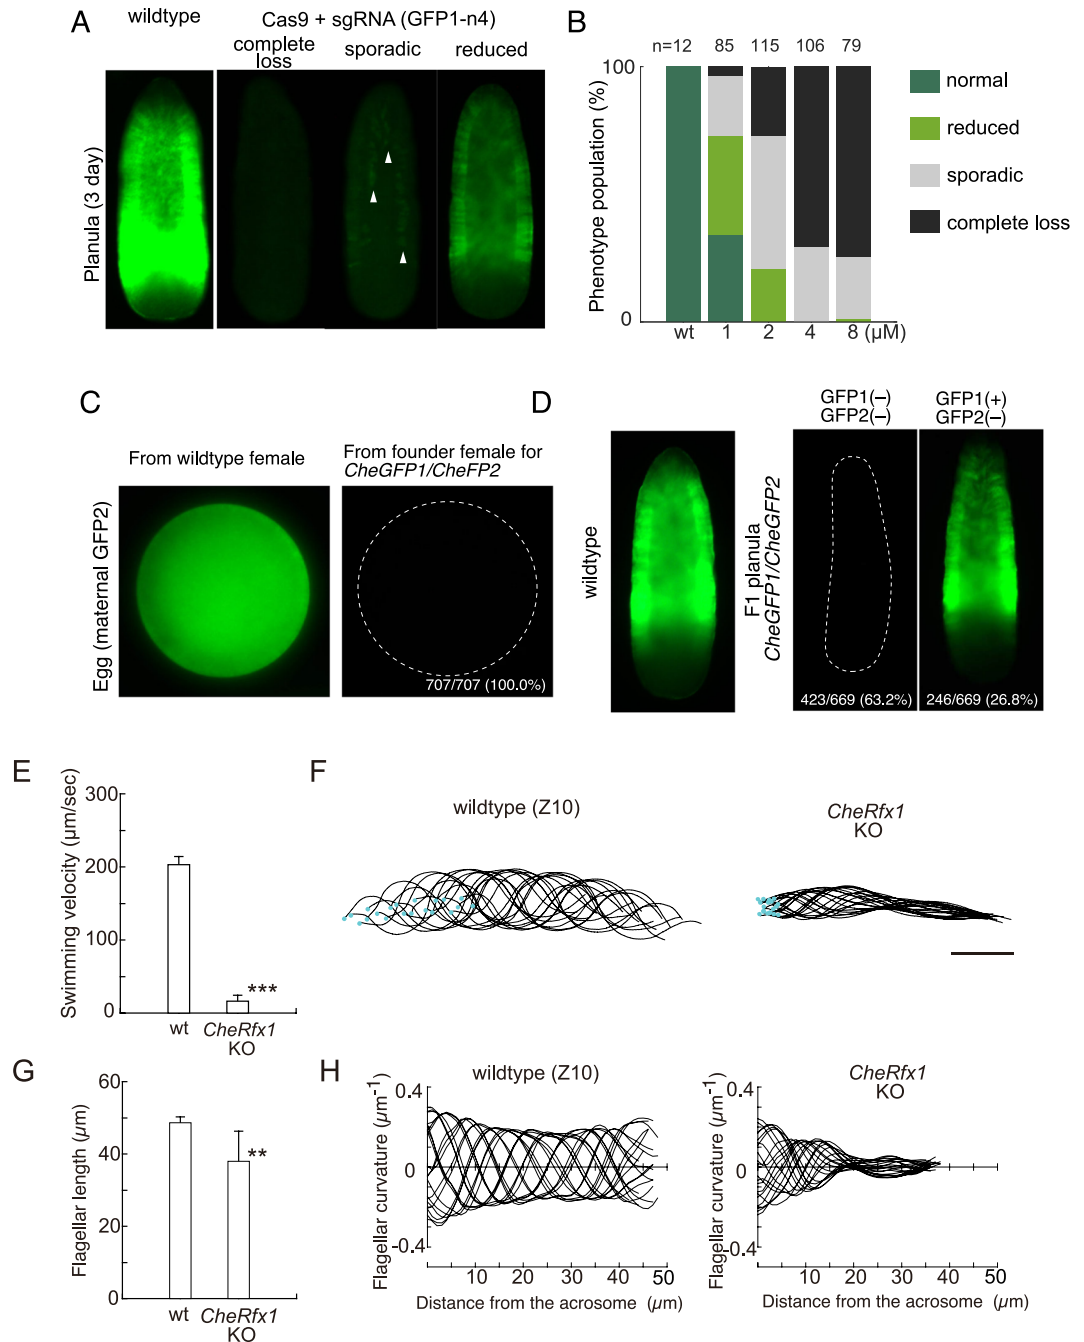 A
wildtype
Cas9 + sgRNA (GFP1-n4)
complete
loss
sporadic
reduced
Planula (3 day)
B
n=12 85 115 106 79
Phenotype population (%)
100
0
wt 1 2 4 8 (µM)
normal
reduced
sporadic
complete loss
C
From wildtype female
From founder female for
CheGFP1/CheFP2
Egg (maternal GFP2)
707/707 (100.0%)
D
wildtype
F1 planula
CheGFP1/CheGFP2
GFP1(–)
GFP2(–)
GFP1(+)
GFP2(–)
423/669 (63.2%)
246/669 (26.8%)
E
Swimming velocity (µm/sec)
300
200
100
0
***
wt
CheRfx1
KO
F
wildtype (Z10)
CheRfx1
KO
G
Flagellar length (µm)
60
40
20
0
**
wt
CheRfx1
KO
H
wildtype (Z10)
Flagellar curvature (µm⁻¹)
0.4
0
-0.4
10 20 30 40 50
Distance from the acrosome (µm)
CheRfx1
KO
Flagellar curvature (µm⁻¹)
0.4
0
-0.4
10 20 30 40 50
Distance from the acrosome (µm)